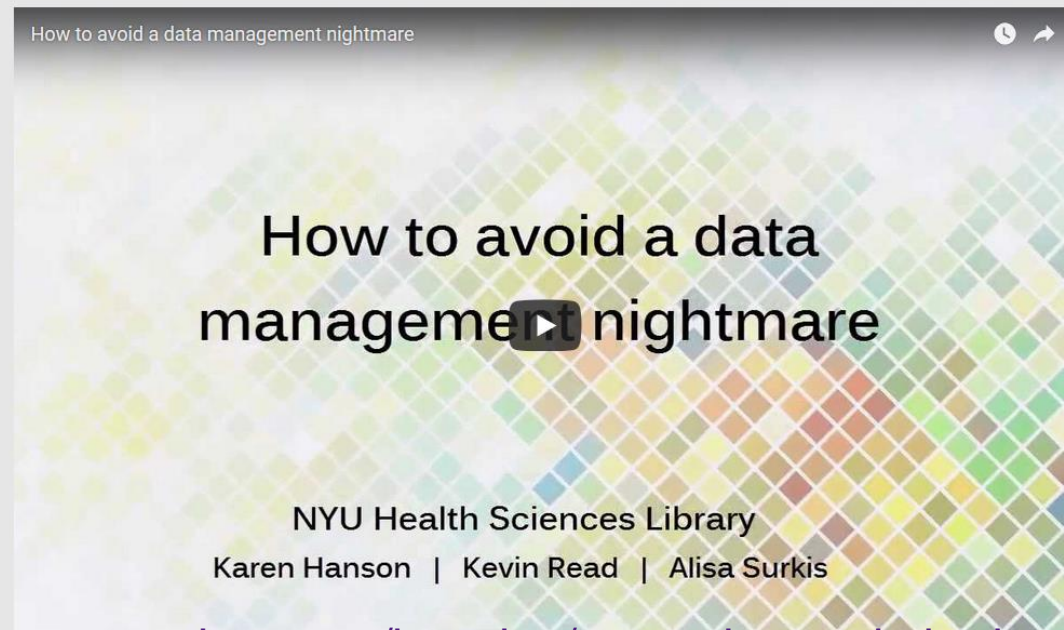 How to avoid a data management nightmare
How to avoid a data
management nightmare
NYU Health Sciences Library
Karen Hanson | Kevin Read | Alisa Surkis